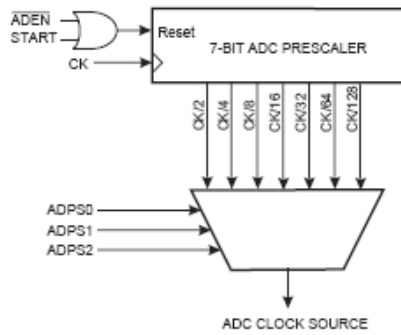 ADEN
START
Reset
7-BIT ADC PRESCALER
CK
CK/2
CK/4
CK/8
CK/16
CK/32
CK/64
CK/128
ADPS0
ADPS1
ADPS2
ADC CLOCK SOURCE